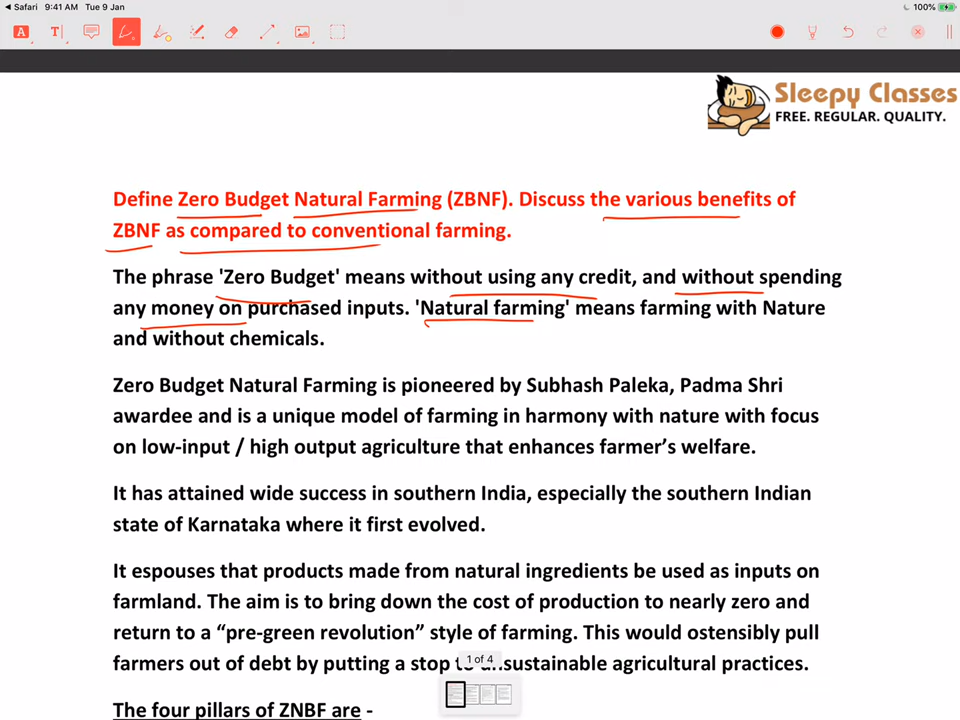 Safari 9:41 AM Tue 9 Jan 100%
A T
Sleepy Classes
FREE. REGULAR. QUALITY.
Define Zero Budget Natural Farming (ZBNF). Discuss the various benefits of
ZBNF as compared to conventional farming.
The phrase 'Zero Budget' means without using any credit, and without spending
any money on purchased inputs. 'Natural farming' means farming with Nature
and without chemicals.
Zero Budget Natural Farming is pioneered by Subhash Paleka, Padma Shri
awardee and is a unique model of farming in harmony with nature with focus
on low-input / high output agriculture that enhances farmer’s welfare.
It has attained wide success in southern India, especially the southern Indian
state of Karnataka where it first evolved.
It espouses that products made from natural ingredients be used as inputs on
farmland. The aim is to bring down the cost of production to nearly zero and
return to a “pre-green revolution” style of farming. This would ostensibly pull
farmers out of debt by putting a stop agricultural practices.
1 of 4
The four pillars of ZNBF are -